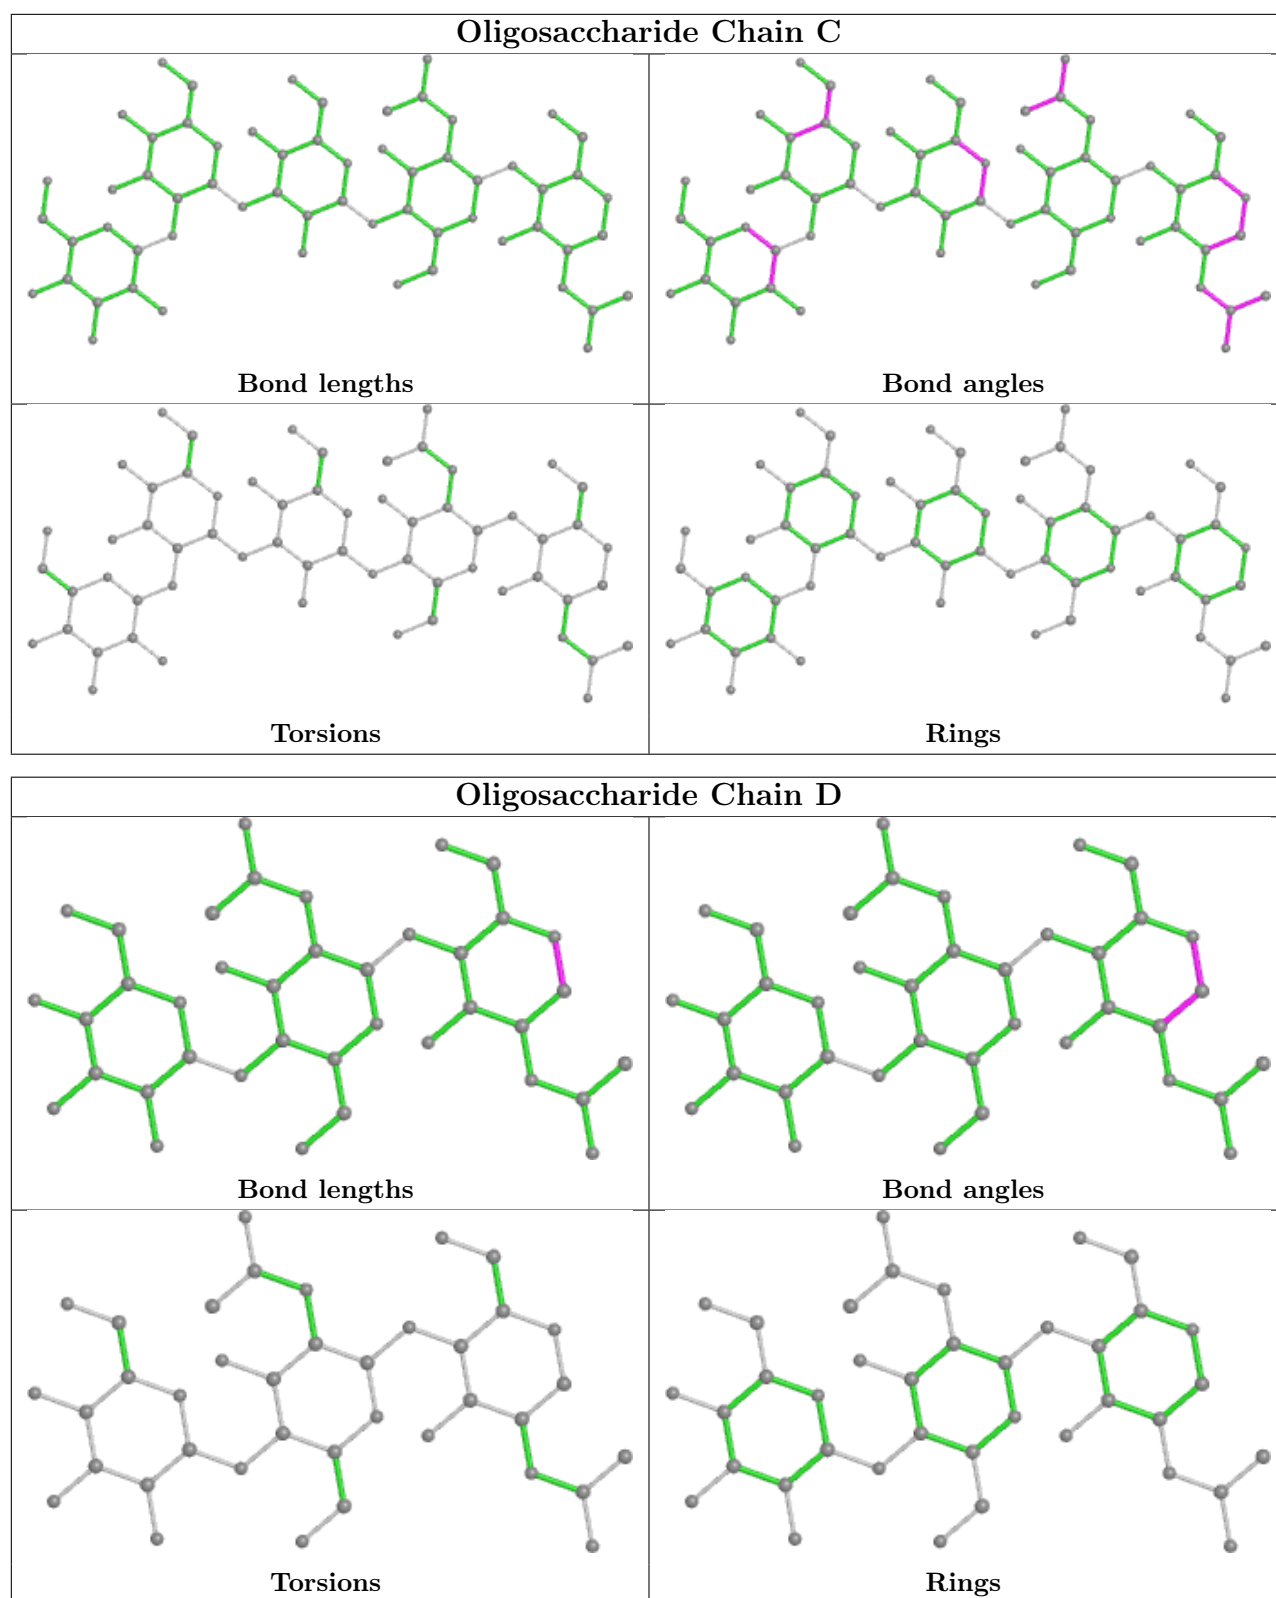 Oligosaccharide Chain C
Bond lengths
Bond angles
Torsions
Rings
Oligosaccharide Chain D
Bond lengths
Bond angles
Torsions
Rings